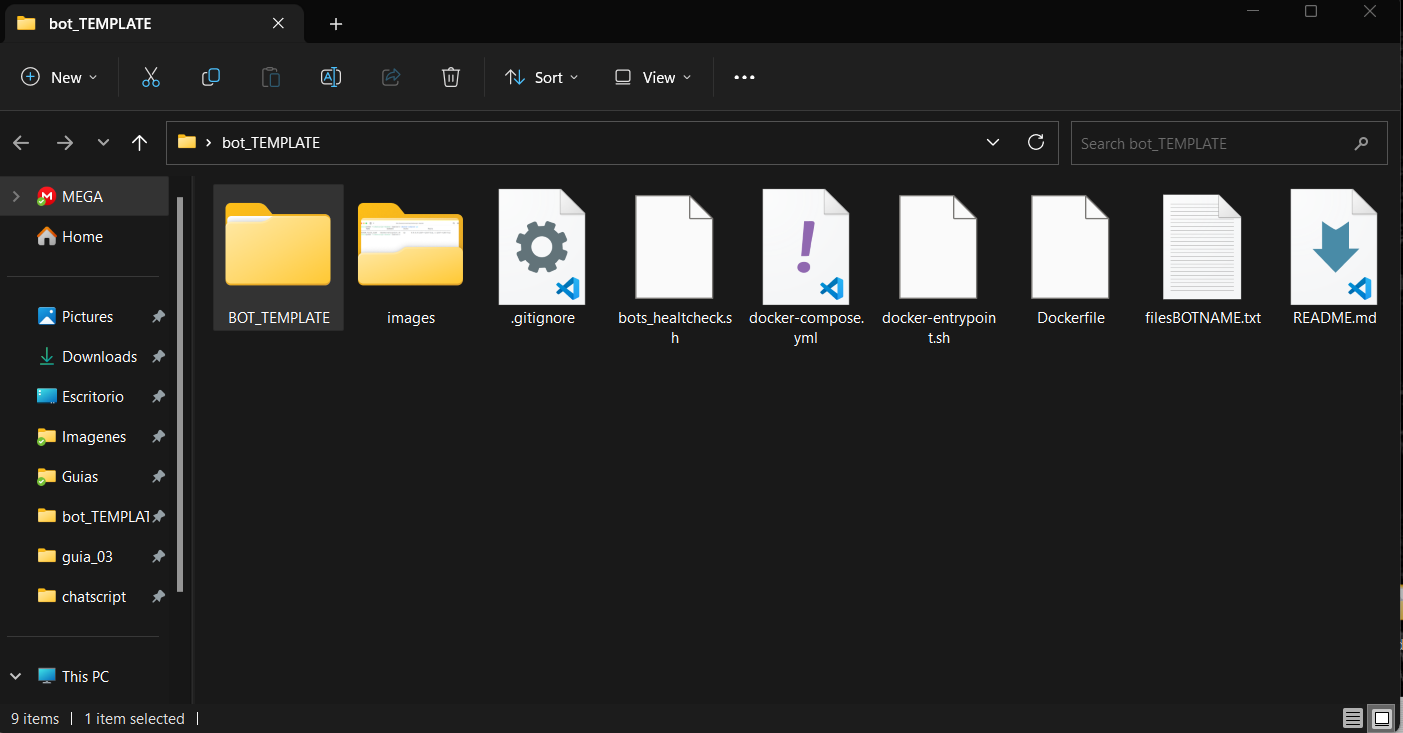 bot_TEMPLATE
New
Sort
View
bot_TEMPLATE
Search bot_TEMPLATE
MEGA
Home
Pictures
Downloads
Escritorio
Imagenes
Guias
bot_TEMPLAT
guia_03
chatscript
This PC
BOT_TEMPLATE
images
.gitignore
bots_healtcheck.s
h
docker-compose.
yml
docker-entrypoin
t.sh
Dockerfile
filesBOTNAME.txt
README.md
9 items
1 item selected